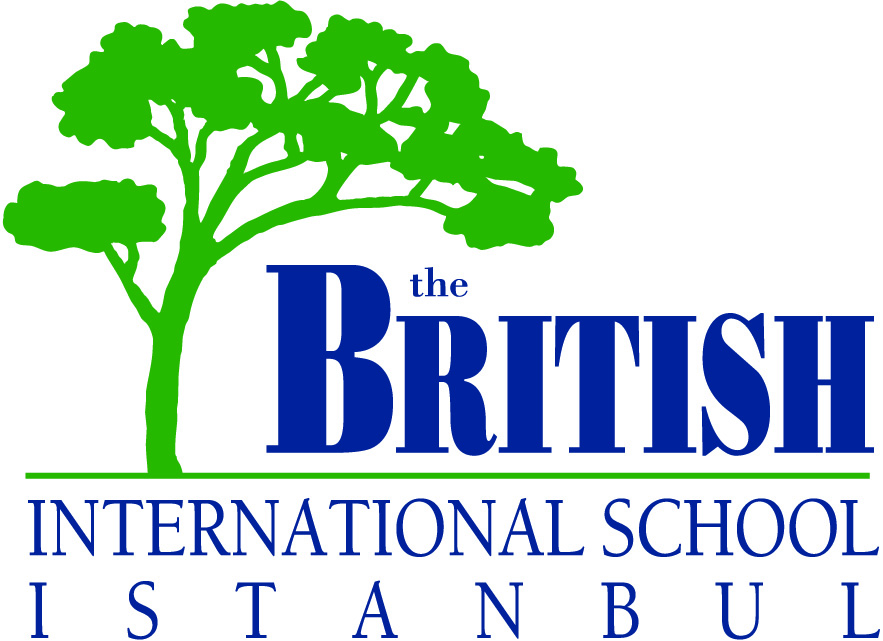 the
BRITISH
INTERNATIONAL SCHOOL
ISTANBUL